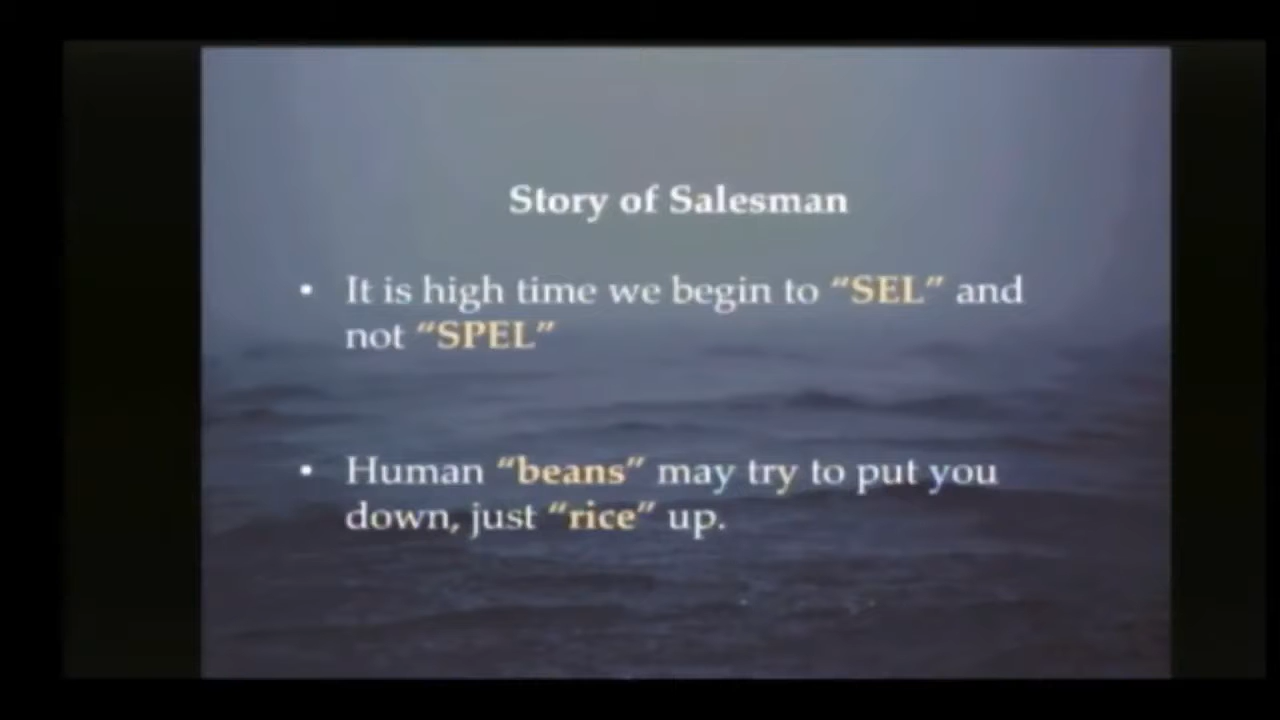 Story of Salesman
• It is high time we begin to “SEL” and
not “SPEL”
• Human “beans” may try to put you
down, just “rice” up.